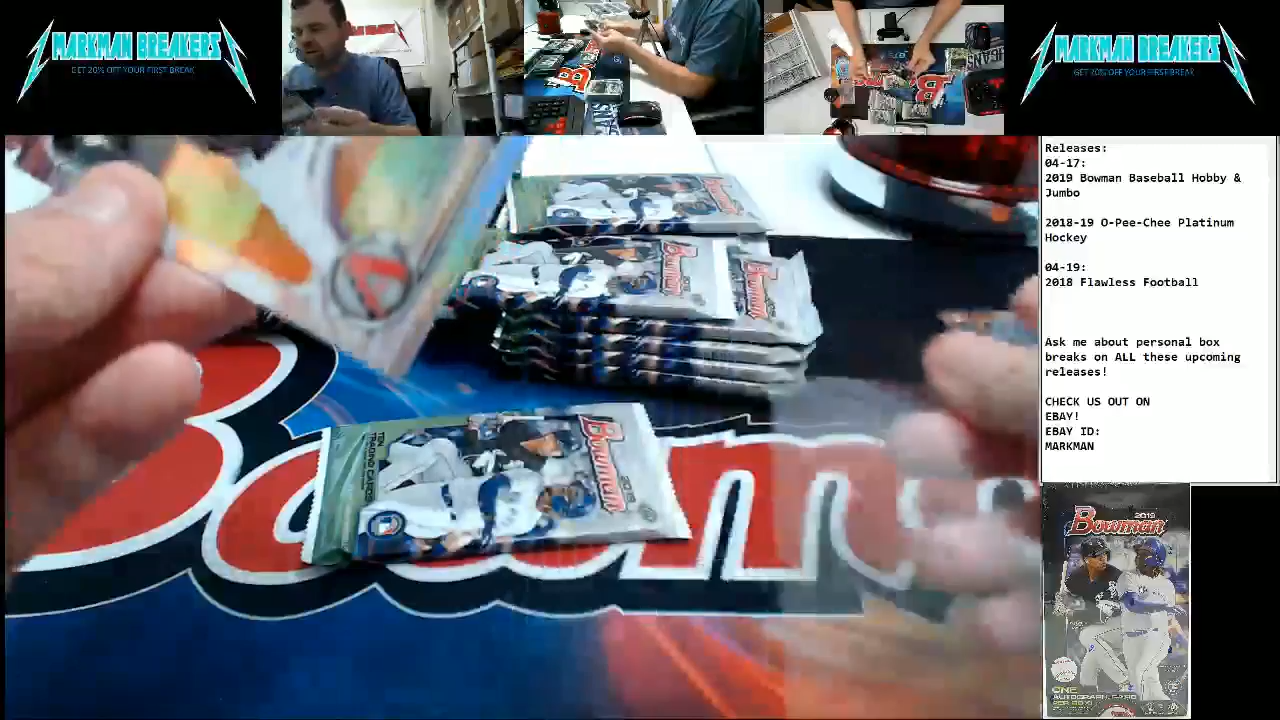 MARKMAN BREAKERS
GET 20% OFF YOUR FIRST BREAK
MARKMAN BREAKERS
GET 20% OFF YOUR FIRST BREAK
Releases:
04-17:
2019 Bowman Baseball Hobby &
Jumbo
2018-19 O-Pee-Chee Platinum
Hockey
04-19:
2018 Flawless Football
Ask me about personal box
breaks on ALL these upcoming
releases!
CHECK US OUT ON
EBAY!
EBAY ID:
MARKMAN
Bowman
Bowman
Bowman
2019
Bowman
TEN
TRADING CARDS
A
2019
Bowman
ONE
AUTOGRAPH CARD
PER BOX!